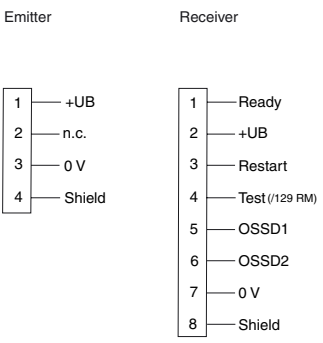 Emitter
1 +UB
2 n.c.
3 0 V
4 Shield
Receiver
1 Ready
2 +UB
3 Restart
4 Test (/129 RM)
5 OSSD1
6 OSSD2
7 0 V
8 Shield